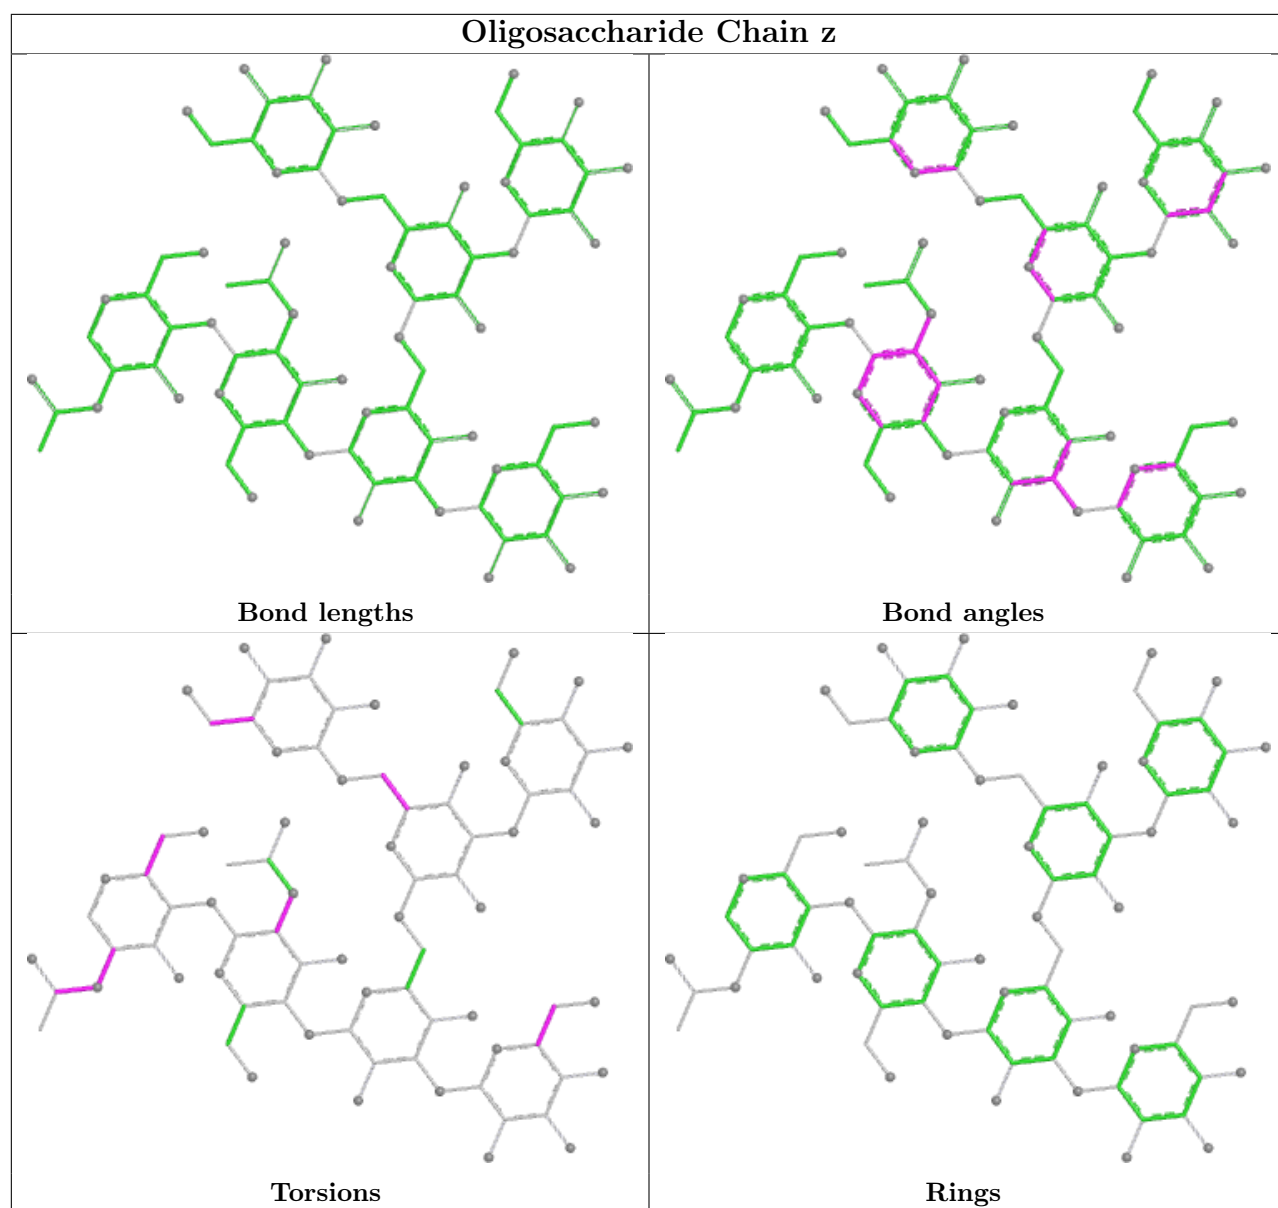 Oligosaccharide Chain z
Bond lengths
Bond angles
Torsions
Rings